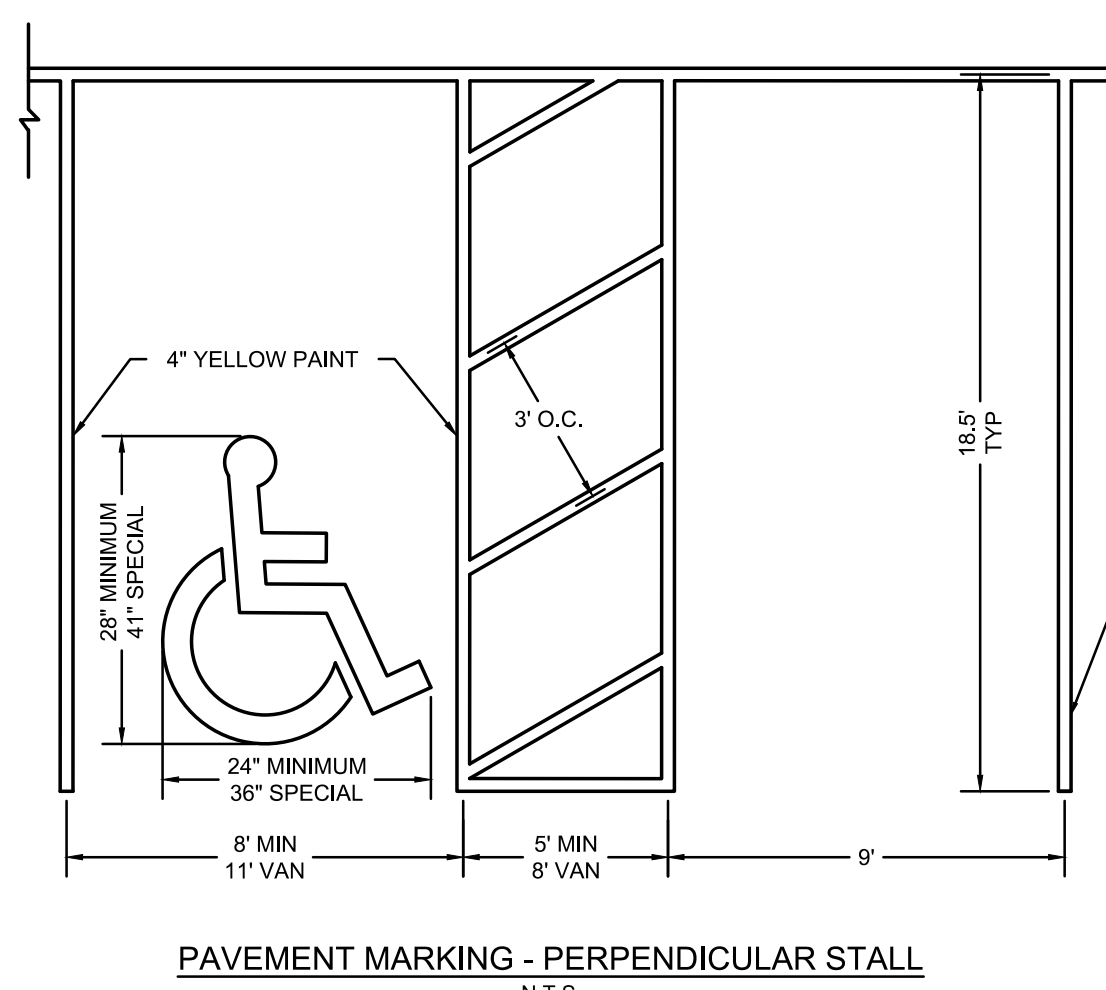 4" YELLOW PAINT
3' O.C.
18.5'
TYP
28" MINIMUM
41" SPECIAL
24" MINIMUM
36" SPECIAL
8' MIN
11' VAN
5' MIN
8' VAN
9'
PAVEMENT MARKING - PERPENDICULAR STALL
N.T.S.